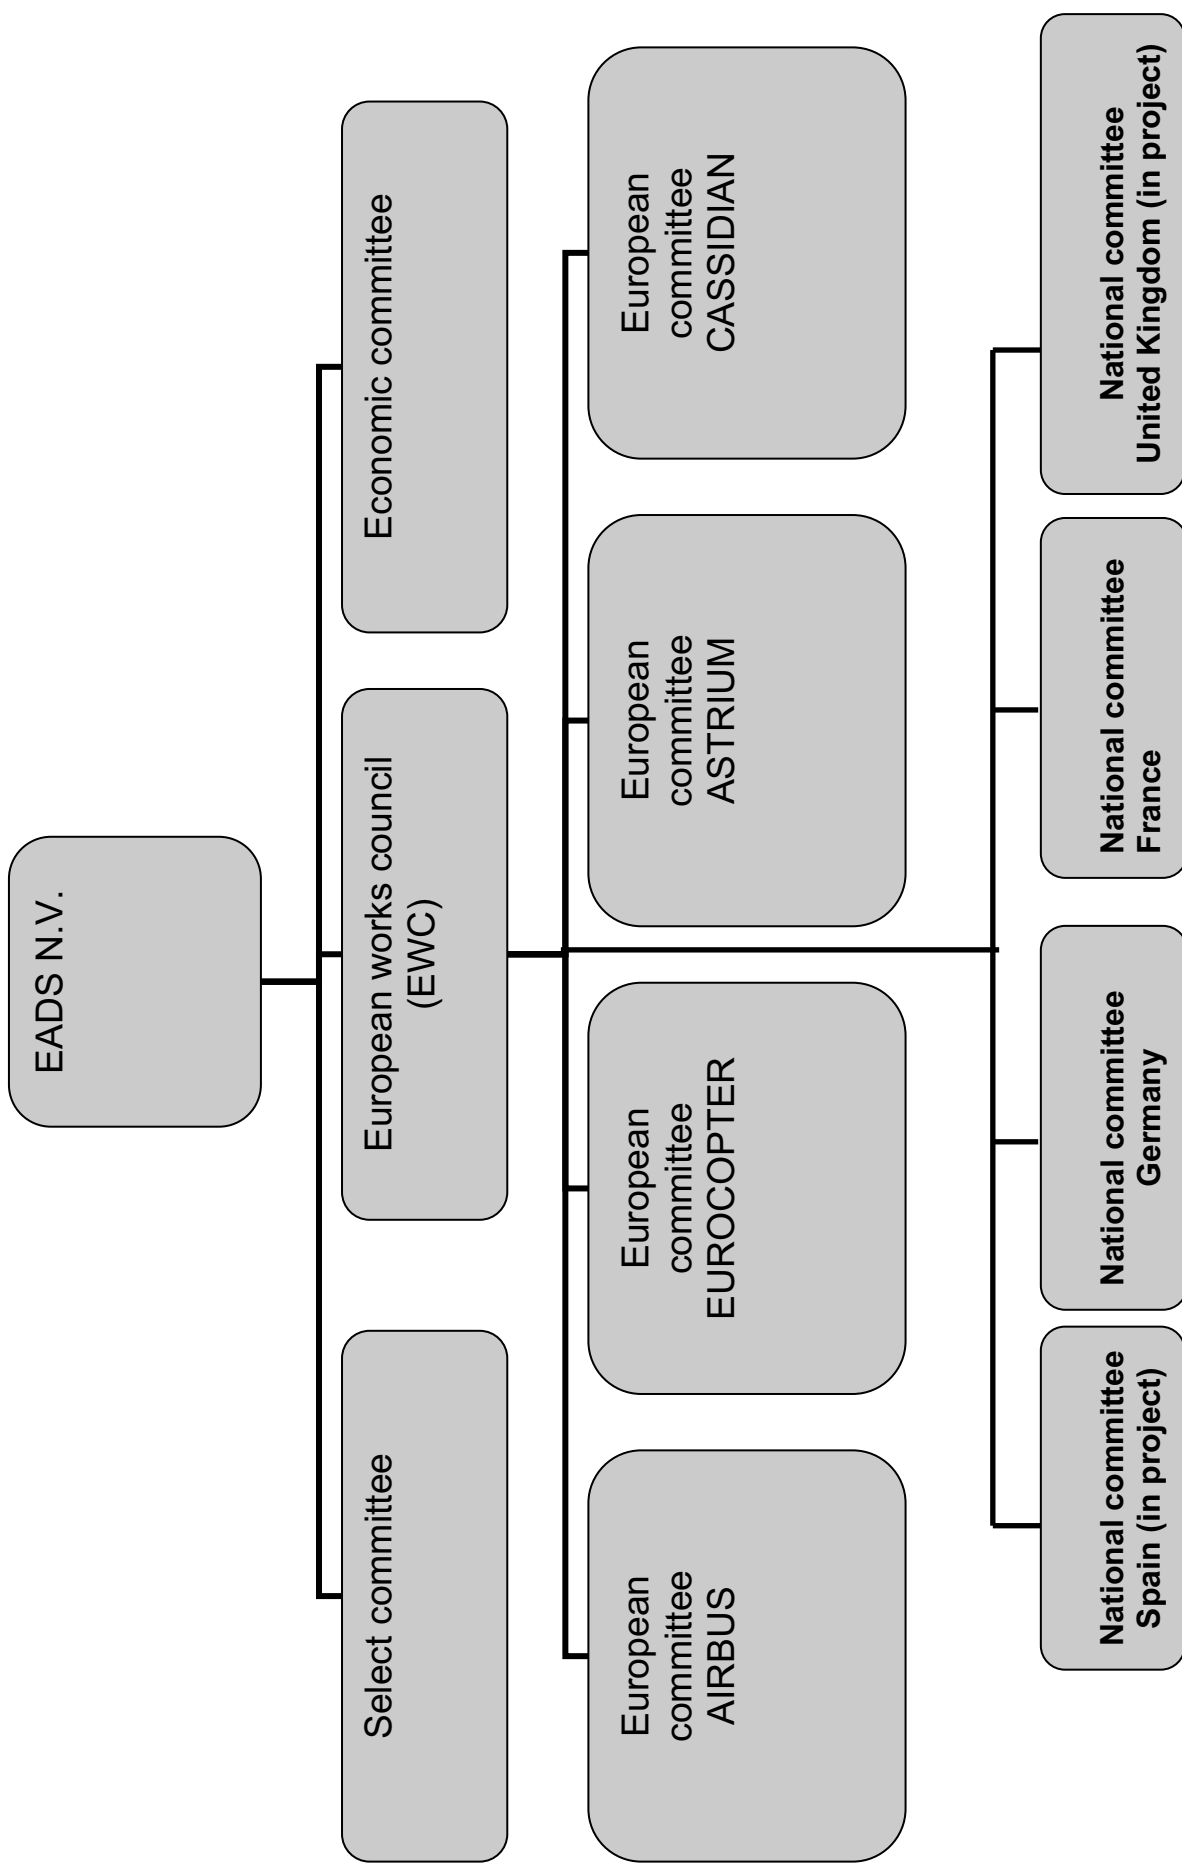 EADS N.V.
Select committee
European works council
(EWC)
Economic committee
European
committee
AIRBUS
European
committee
EUROCOPTER
European
committee
ASTRIUM
European
committee
CASSIDIAN
National committee
Spain (in project)
National committee
Germany
National committee
France
National committee
United Kingdom (in project)